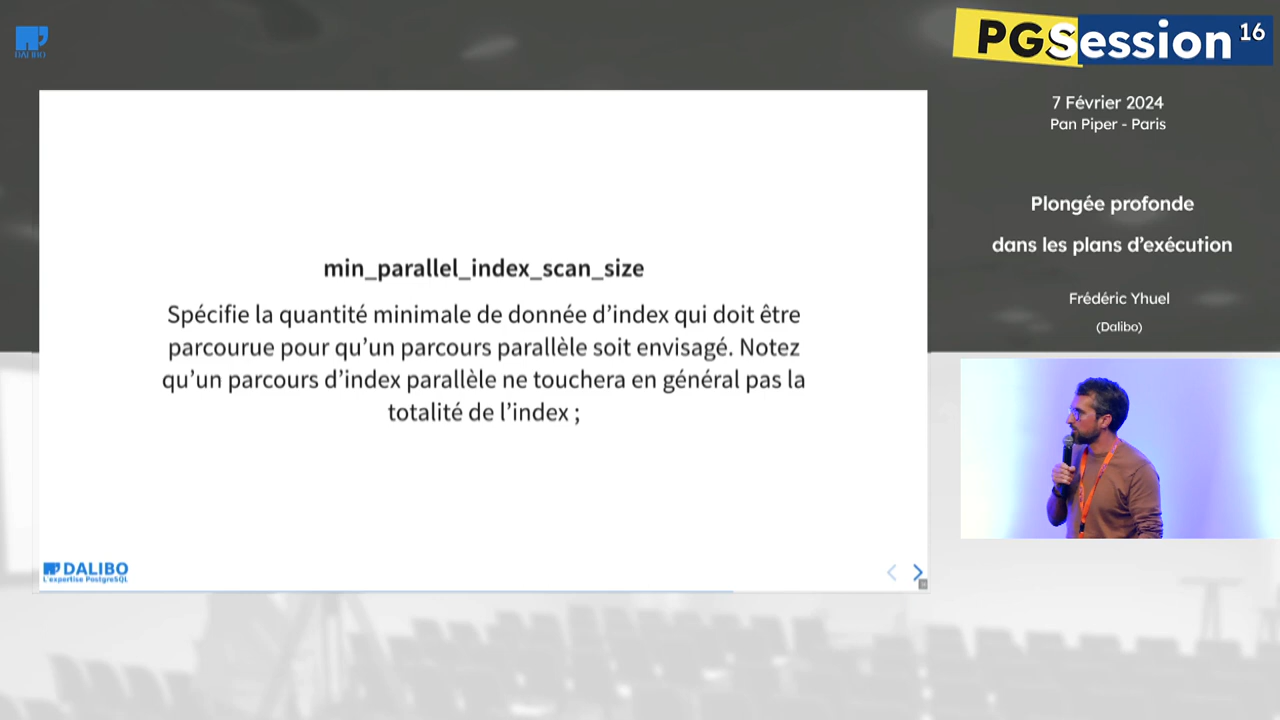 DALIBO
PGSession 16
7 Février 2024
Pan Piper - Paris
Plongée profonde
dans les plans d'exécution
Frédéric Yhuel
(Dalibo)
min_parallel_index_scan_size
Spécifie la quantité minimale de donnée d'index qui doit être
parcourue pour qu'un parcours parallèle soit envisagé. Notez
qu'un parcours d'index parallèle ne touchera en général pas la
totalité de l'index ;
DALIBO
L'expertise PostgreSQL